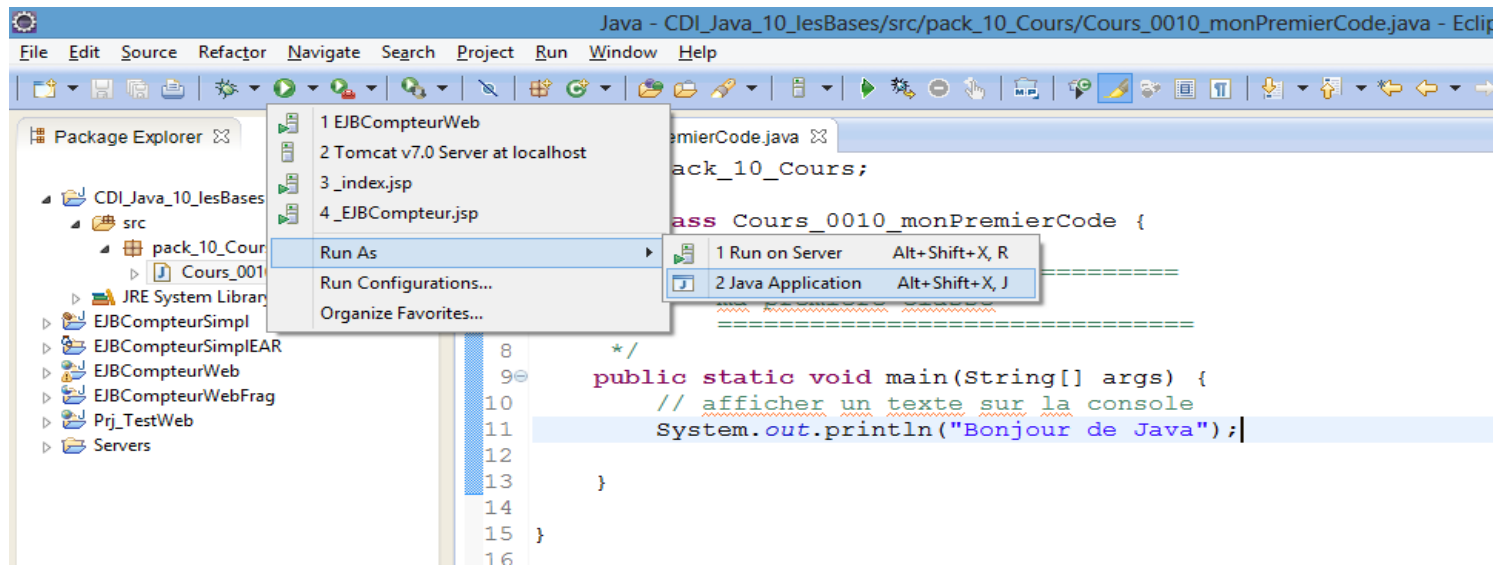 Java - CDI_Java_10_lesBases/src/pack_10_Cours/Cours_0010_monPremierCode.java - Eclip
File Edit Source Refactor Navigate Search Project Run Window Help
Package Explorer
CDI_Java_10_lesBases
src
pack_10_Cour
Cours_001
JRE System Library
EJBCompteurSimpl
EJBCompteurSimplEAR
EJBCompteurWeb
EJBCompteurWebFrag
Prj_TestWeb
Servers
1 EJBCompteurWeb
2 Tomcat v7.0 Server at localhost
3 _index.jsp
4 _EJBCompteur.jsp
Run As
Run Configurations...
Organize Favorites...
1 Run on Server Alt+Shift+X, R
2 Java Application Alt+Shift+X, J
emierCode.java
ack_10_Cours;
ass Cours_0010_monPremierCode {
===============================
8 */
9 public static void main(String[] args) {
10 // afficher un texte sur la console
11 System.out.println("Bonjour de Java");
12
13 }
14
15 }
16